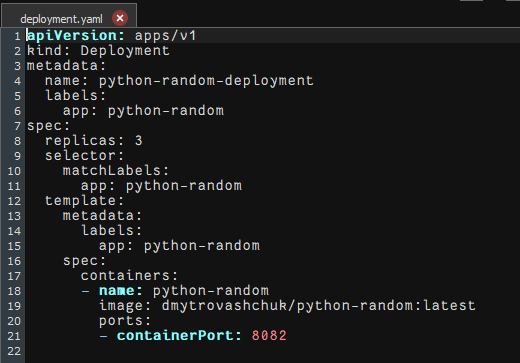 deployment.yaml
1 apiVersion: apps/v1
2 kind: Deployment
3 metadata:
4   name: python-random-deployment
5   labels:
6     app: python-random
7 spec:
8   replicas: 3
9   selector:
10     matchLabels:
11       app: python-random
12   template:
13     metadata:
14       labels:
15         app: python-random
16     spec:
17       containers:
18       - name: python-random
19         image: dmytrovashchuk/python-random:latest
20         ports:
21         - containerPort: 8082
22